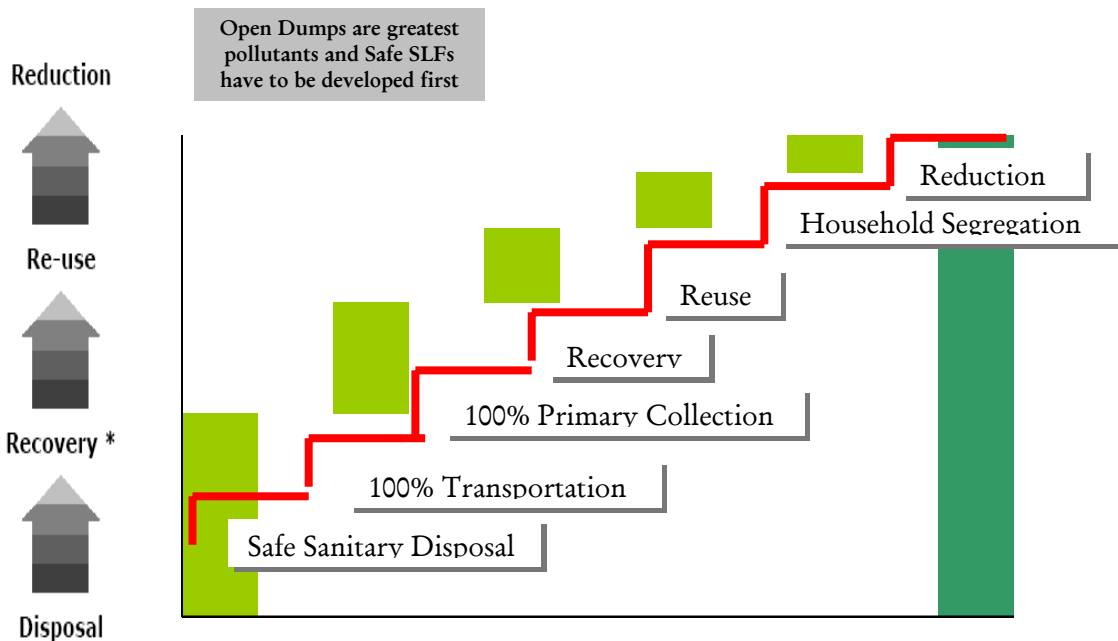 Open Dumps are greatest
pollutants and Safe SLFs
have to be developed first
Reduction
Re-use
Recovery *
Disposal
Reduction
Household Segregation
Reuse
Recovery
100% Primary Collection
100% Transportation
Safe Sanitary Disposal